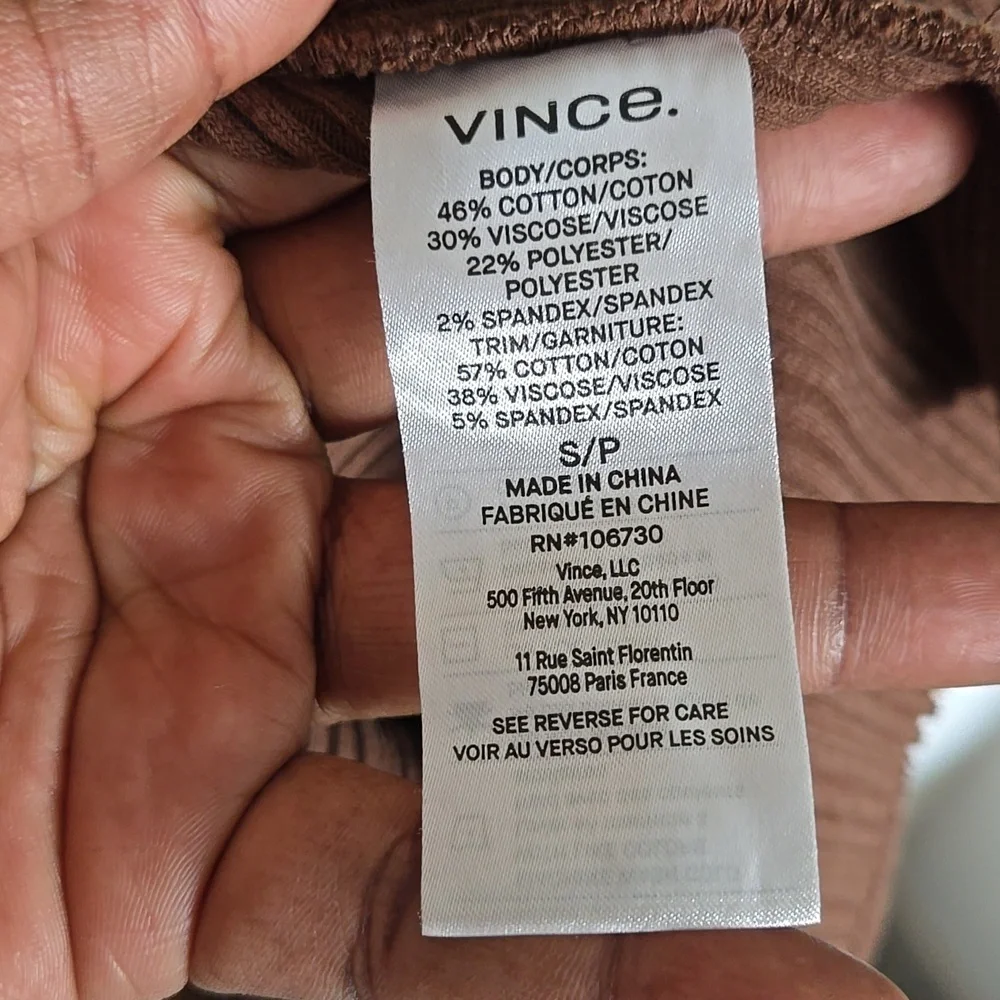 VINCe.
BODY/CORPS:
46% COTTON/COTON
30% VISCOSE/VISCOSE
22% POLYESTER/
POLYESTER
2% SPANDEX/SPANDEX
TRIM/GARNITURE:
57% COTTON/COTON
38% VISCOSE/VISCOSE
5% SPANDEX/SPANDEX
S/P
MADE IN CHINA
FABRIQUÉ EN CHINE
RN#106730
Vince, LLC
500 Fifth Avenue, 20th Floor
New York, NY 10110
11 Rue Saint Florentin
75008 Paris France
SEE REVERSE FOR CARE
VOIR AU VERSO POUR LES SOINS